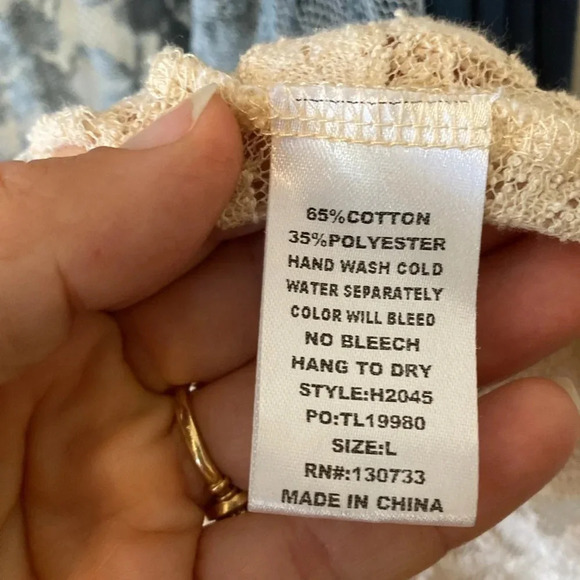 65%COTTON
35%POLYESTER
HAND WASH COLD
WATER SEPARATELY
COLOR WILL BLEED
NO BLEECH
HANG TO DRY
STYLE:H2045
PO:TL19980
SIZE:L
RN#:130733
MADE IN CHINA